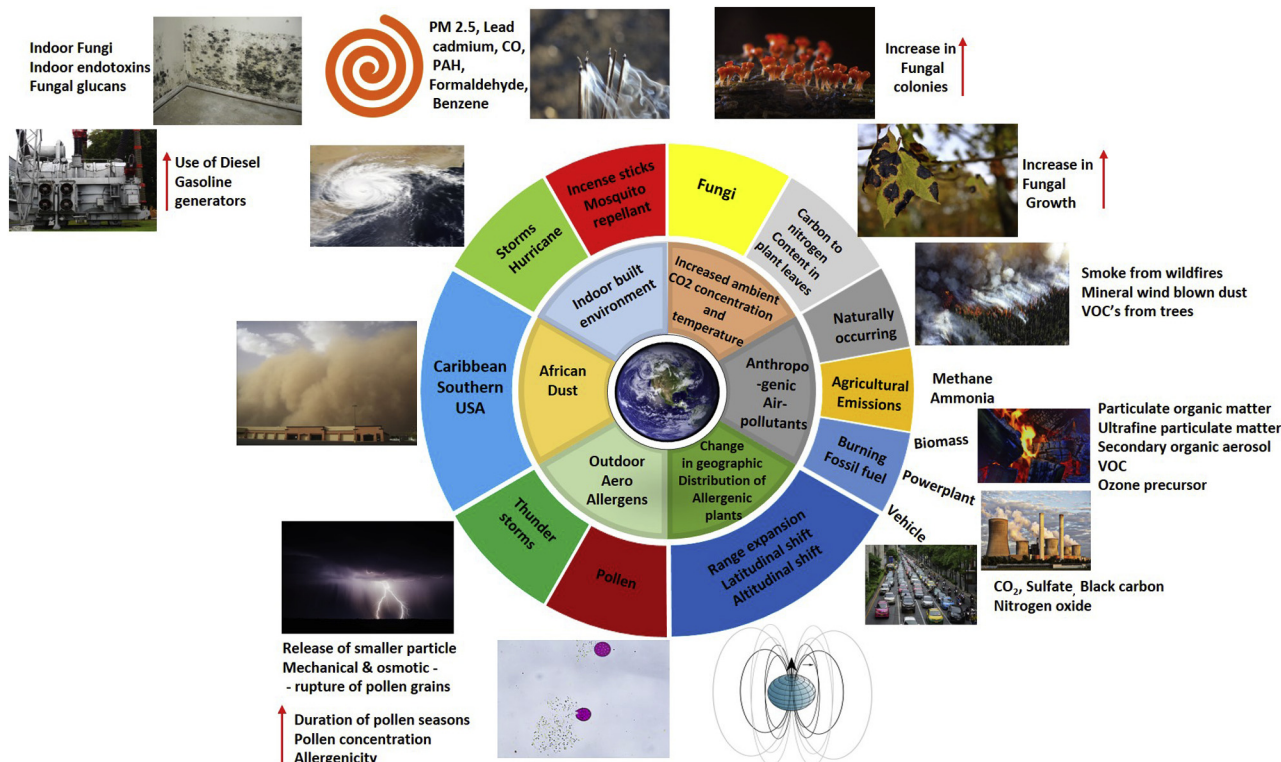 Indoor Fungi
Indoor endotoxins
Fungal glucans
PM 2.5, Lead
cadmium, CO,
PAH,
Formaldehyde,
Benzene
Increase in
Fungal
colonies
Use of Diesel
Gasoline
generators
Increase in
Fungal
Growth
Storms
Hurricane
Incense sticks
Mosquito
repellant
Fungi
Carbon to
nitrogen
Content in
plant leaves
Naturally
occurring
Smoke from wildfires
Mineral wind blown dust
VOC's from trees
Indoor built
environment
Increased ambient
CO2 concentration
and
temperature
Caribbean
Southern
USA
African
Dust
Anthropo
-genic
Air-
pollutants
Agricultural
Emissions
Methane
Ammonia
Burning
Fossil fuel
Biomass
Powerplant
Vehicle
Particulate organic matter
Ultrafine particulate matter
Secondary organic aerosol
VOC
Ozone precursor
Outdoor
Aero
Allergens
Change
in geographic
Distribution of
Allergenic
plants
Thunder
storms
Pollen
Range expansion
Latitudinal shift
Altitudinal shift
CO₂, Sulfate, Black carbon
Nitrogen oxide
Release of smaller particle
Mechanical & osmotic -
- rupture of pollen grains
Duration of pollen seasons
Pollen concentration
Allergenicity